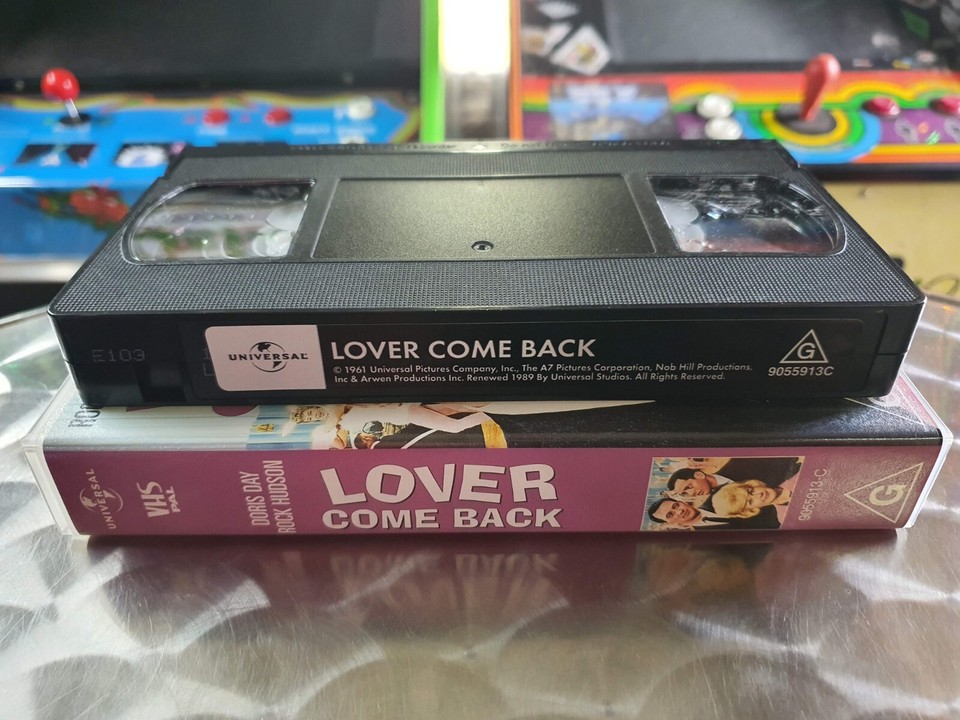 E103
UNIVERSAL
LOVER COME BACK
© 1961 Universal Pictures Company, Inc., The A7 Pictures Corporation, Nob Hill Productions.
Inc & Arwen Productions Inc. Renewed 1989 By Universal Studios. All Rights Reserved.
G
9055913C
UNIVERSAL
VHS
PAL
DORIS DAY
ROCK HUDSON
LOVER
COME BACK
9055913-C
G